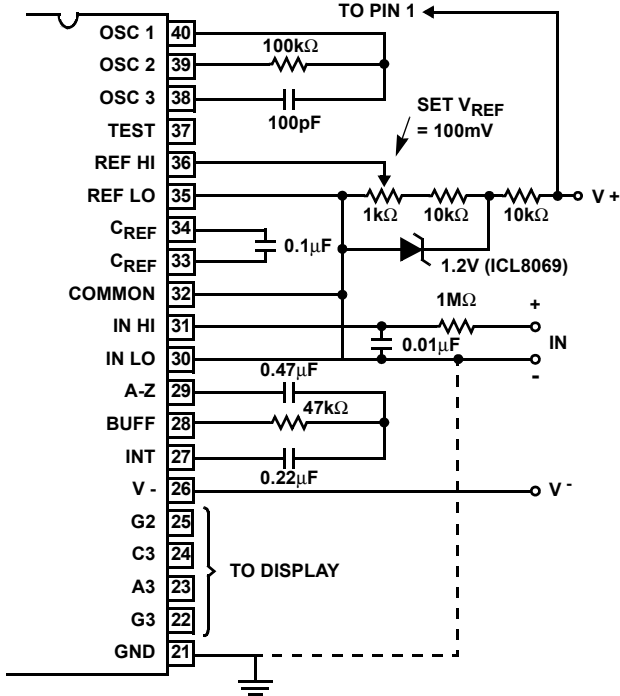 TO PIN 1
OSC 1 40
100kΩ
OSC 2 39
OSC 3 38
100pF
SET VREF
= 100mV
TEST 37
REF HI 36
REF LO 35
1kΩ 10kΩ 10kΩ
V +
CREF 34
0.1µF
CREF 33
1.2V (ICL8069)
COMMON 32
1MΩ
+
IN HI 31
0.01µF
IN
IN LO 30
-
0.47µF
A-Z 29
47kΩ
BUFF 28
INT 27
0.22µF
V - 26
V -
G2 25
C3 24
TO DISPLAY
A3 23
G3 22
GND 21